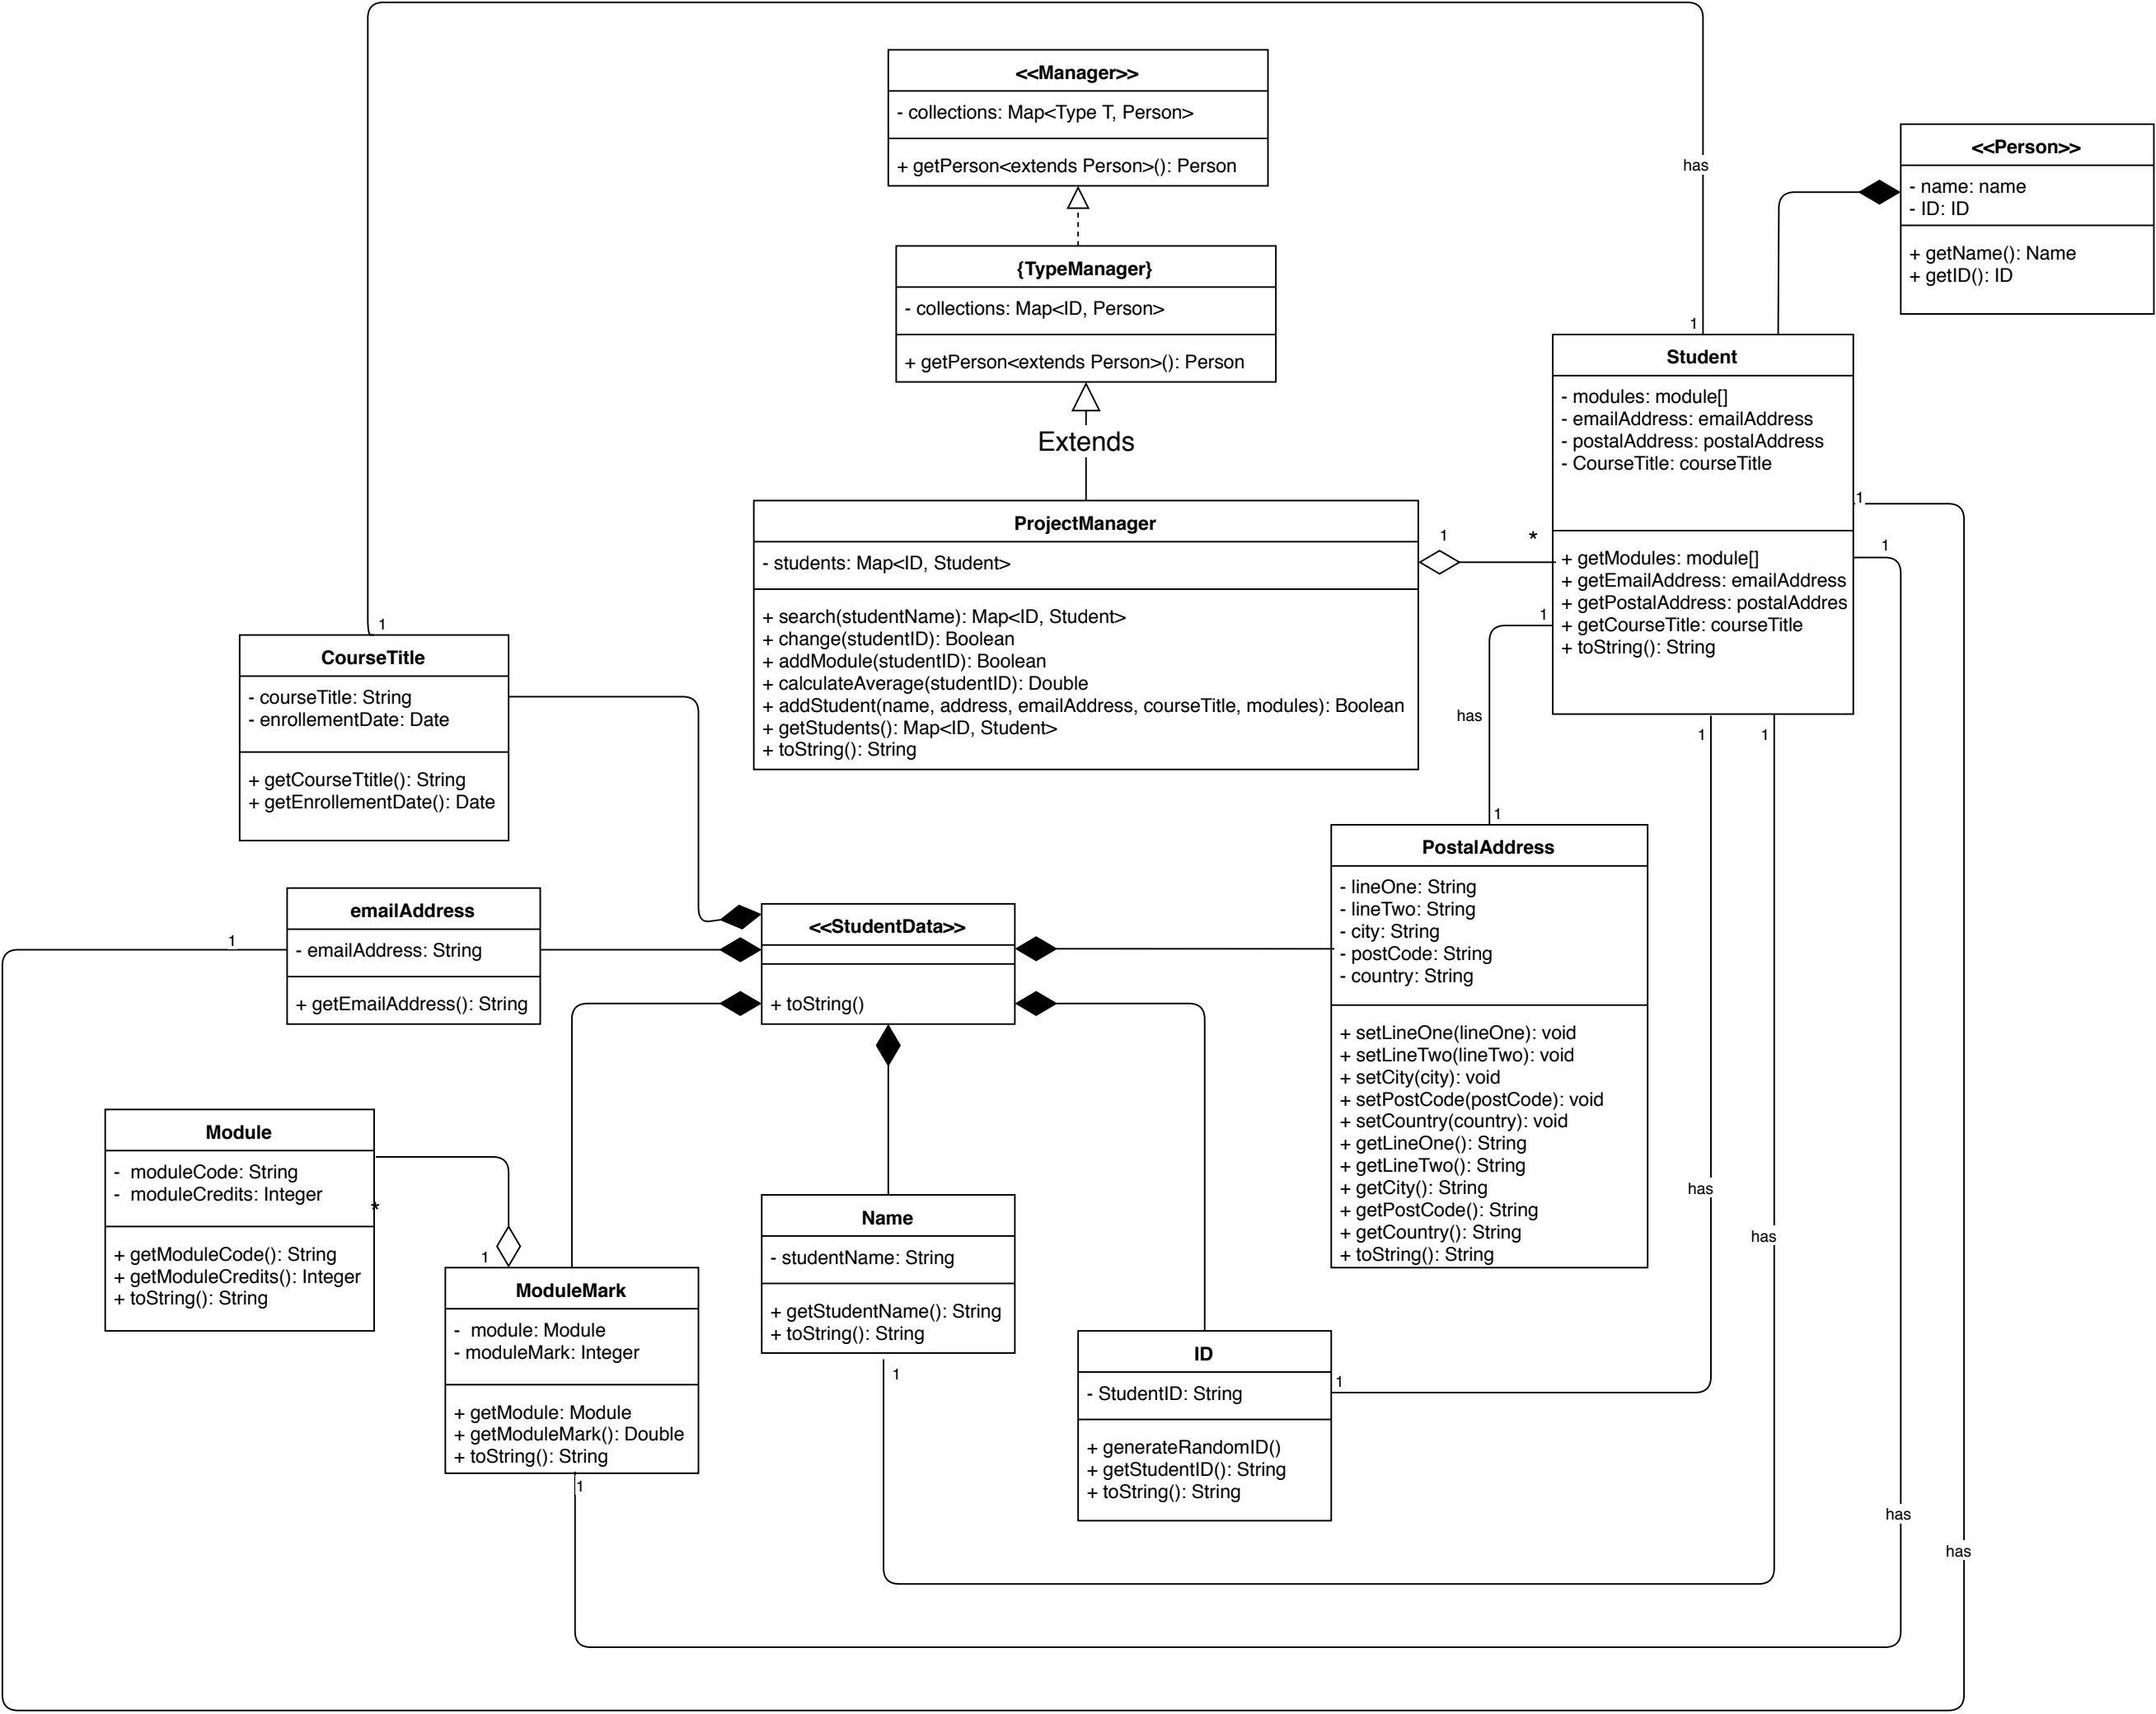 <<Manager>>
- collections: Map<Type T, Person>
+ getPerson<extends Person>(): Person
has
1
<<Person>>
- name: name
- ID: ID
+ getName(): Name
+ getID(): ID
{TypeManager}
- collections: Map<ID, Person>
+ getPerson<extends Person>(): Person
Extends
Student
- modules: module[]
- emailAddress: emailAddress
- postalAddress: postalAddress
- CourseTitle: courseTitle
+ getModules: module[]
+ getEmailAddress: emailAddress
+ getPostalAddress: postalAddres
+ getCourseTitle: courseTitle
+ toString(): String
1
1
ProjectManager
- students: Map<ID, Student>
+ search(studentName): Map<ID, Student>
+ change(studentID): Boolean
+ addModule(studentID): Boolean
+ calculateAverage(studentID): Double
+ addStudent(name, address, emailAddress, courseTitle, modules): Boolean
+ getStudents(): Map<ID, Student>
+ toString(): String
1
*
1
has
1
1
1
1
CourseTitle
- courseTitle: String
- enrollementDate: Date
+ getCourseTtitle(): String
+ getEnrollementDate(): Date
PostalAddress
- lineOne: String
- lineTwo: String
- city: String
- postCode: String
- country: String
+ setLineOne(lineOne): void
+ setLineTwo(lineTwo): void
+ setCity(city): void
+ setPostCode(postCode): void
+ setCountry(country): void
+ getLineOne(): String
+ getLineTwo(): String
+ getCity(): String
+ getPostCode(): String
+ getCountry(): String
+ toString(): String
1
emailAddress
- emailAddress: String
+ getEmailAddress(): String
<<StudentData>>
+ toString()
Module
- moduleCode: String
- moduleCredits: Integer
+ getModuleCode(): String
+ getModuleCredits(): Integer
+ toString(): String
*
1
ModuleMark
- module: Module
- moduleMark: Integer
+ getModule: Module
+ getModuleMark(): Double
+ toString(): String
1
Name
- studentName: String
+ getStudentName(): String
+ toString(): String
1
ID
- StudentID: String
+ generateRandomID()
+ getStudentID(): String
+ toString(): String
1
has
has
has
has